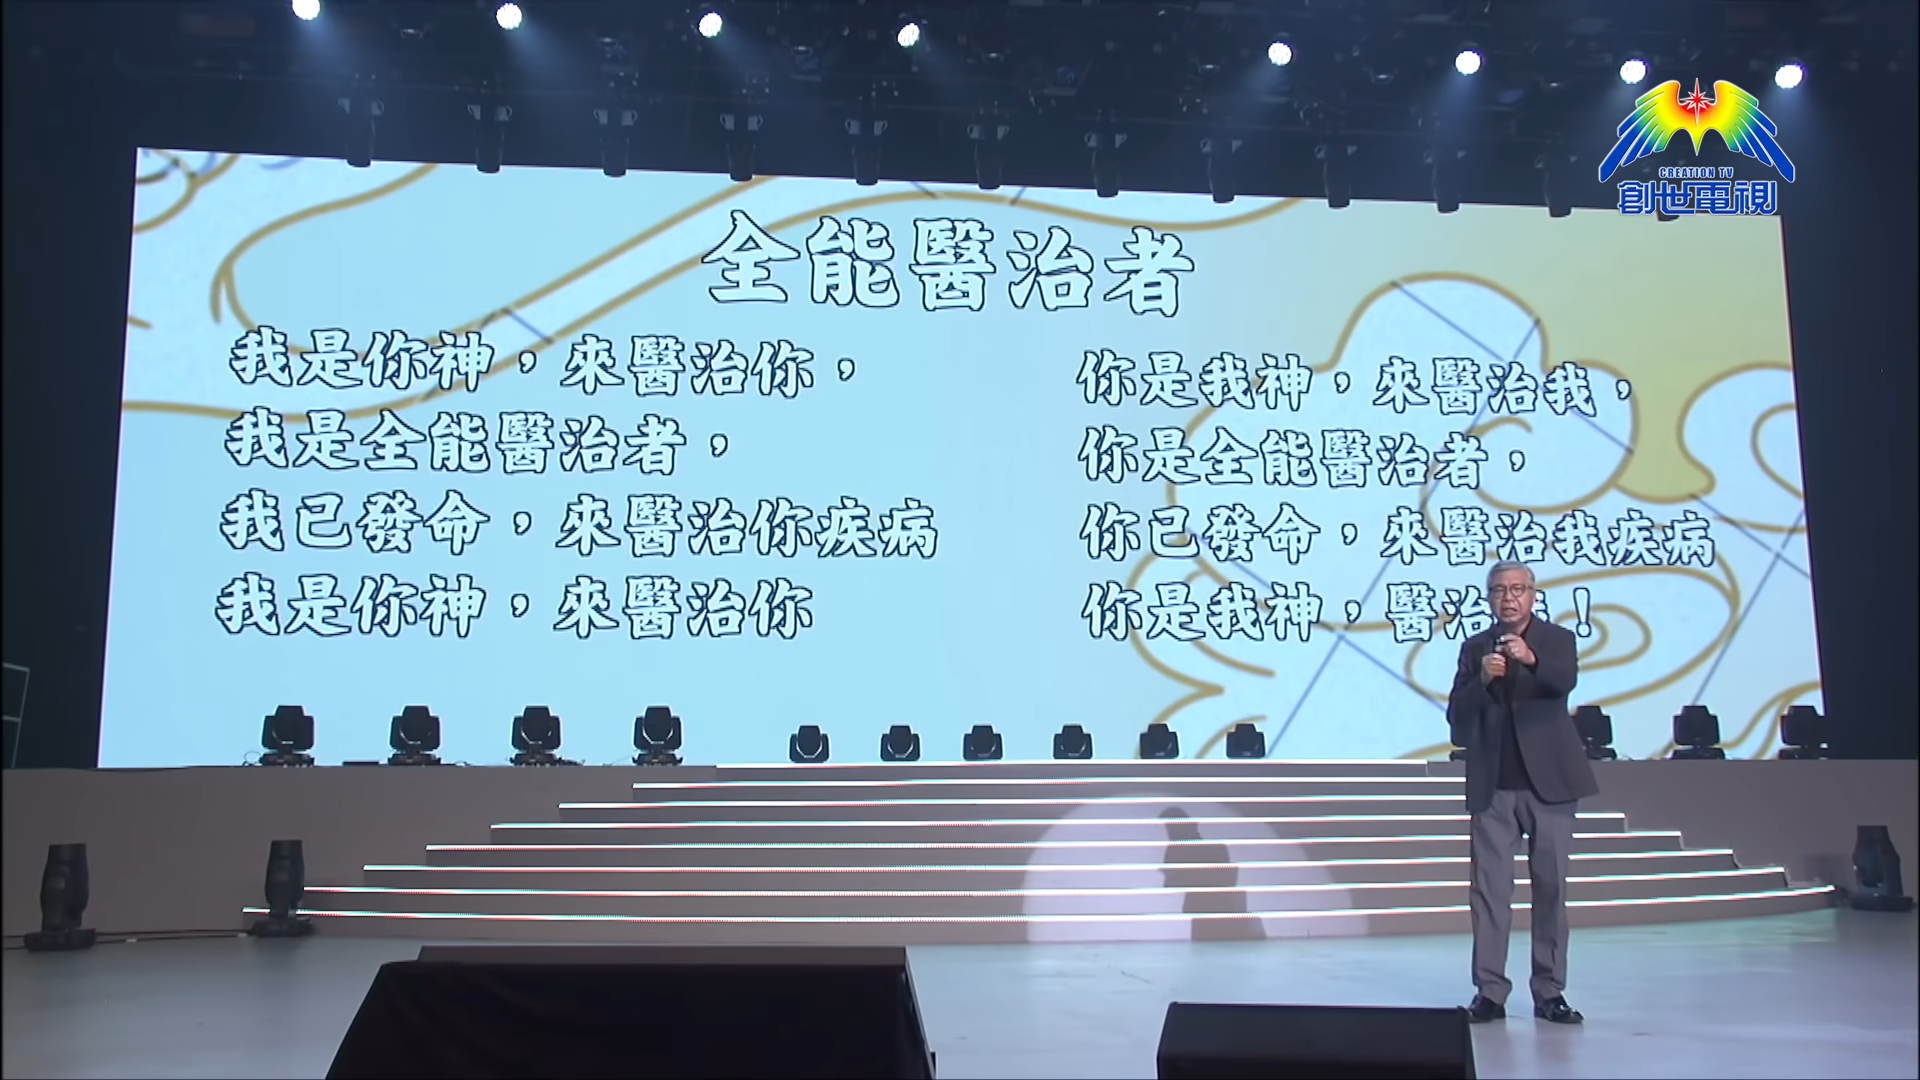 CREATION TV
創世電視
全能醫治者
我是你神，來醫治你，
我是全能醫治者，
我已發命，來醫治你疾病
我是你神，來醫治你
你是我神，來醫治我，
你是全能醫治者，
你已發命，來醫治我疾病
你是我神，醫治！